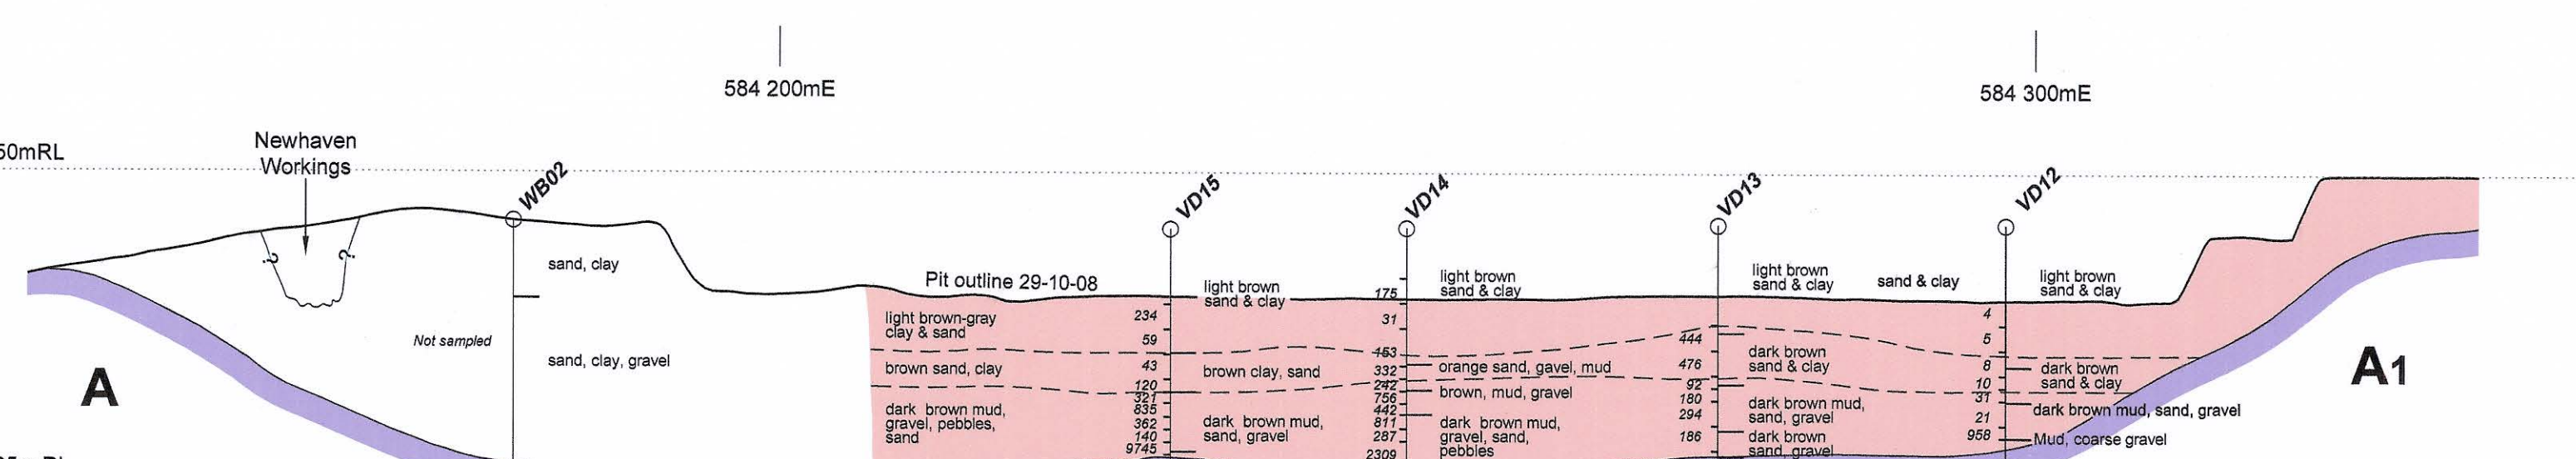 584 200mE
584 300mE
50mRL
Newhaven
Workings
WB02
VD15
VD14
VD13
VD12
sand, clay
Not sampled
sand, clay, gravel
A
A1
Pit outline 29-10-08
light brown-gray
clay & sand
brown sand, clay
dark brown mud,
gravel, pebbles,
sand
234
59
43
120
321
835
362
140
9745
light brown
sand & clay
brown clay, sand
dark brown mud,
sand, gravel
175
31
153
332
242
756
442
811
287
2309
light brown
sand & clay
orange sand, gavel, mud
brown, mud, gravel
dark brown mud,
gravel, sand,
pebbles
444
476
92
180
294
186
light brown
sand & clay
dark brown
sand & clay
dark brown mud,
sand, gravel
dark brown
sand, gravel
sand & clay
4
5
8
10
31
21
958
light brown
sand & clay
dark brown
sand & clay
dark brown mud, sand, gravel
Mud, coarse gravel